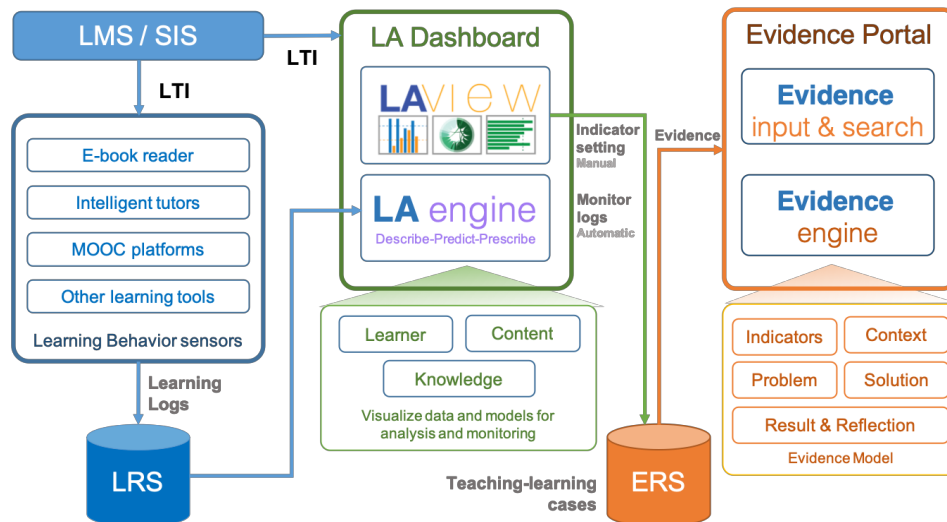 LMS / SIS
LTI
LTI
E-book reader
Intelligent tutors
MOOC platforms
Other learning tools
Learning Behavior sensors
Learning
Logs
LRS
LA Dashboard
LAVIEW
LA engine
Describe-Predict-Prescribe
Learner
Content
Knowledge
Visualize data and models for
analysis and monitoring
Indicator
setting
Manual
Monitor
logs
Automatic
Teaching-learning
cases
ERS
Evidence
Evidence Portal
Evidence
input & search
Evidence
engine
Indicators
Context
Problem
Solution
Result & Reflection
Evidence Model